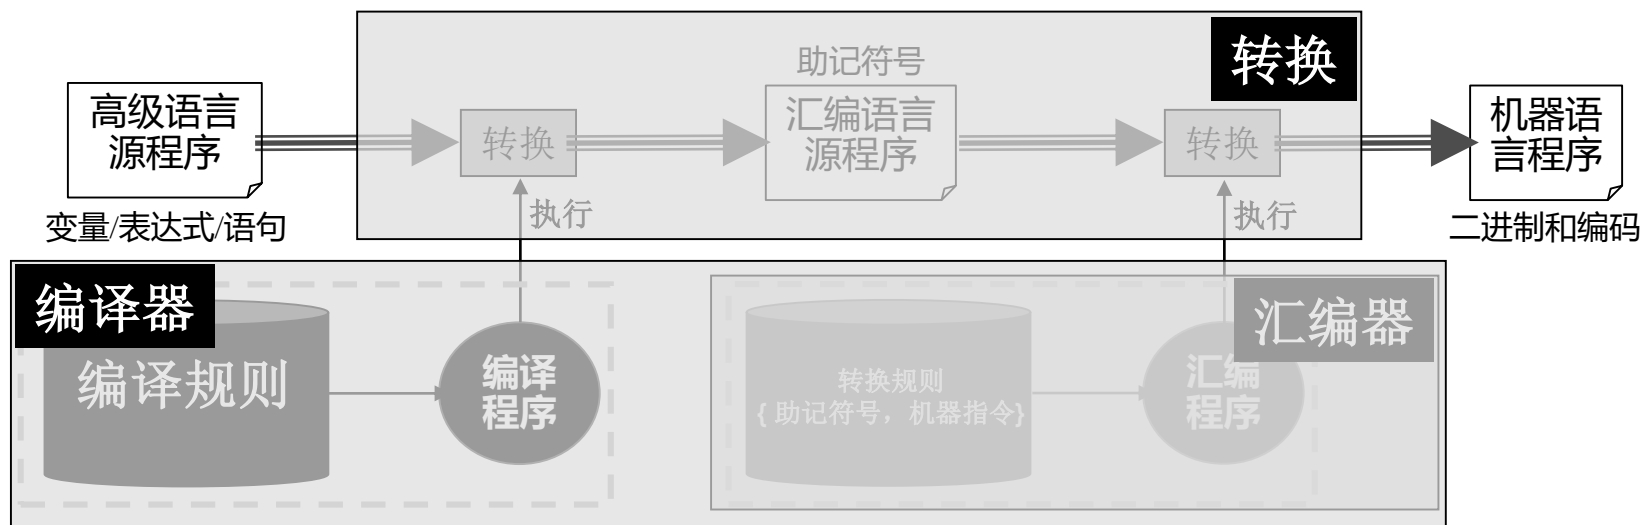 转换
助记符号
高级语言
源程序
转换
汇编语言
源程序
转换
机器语
言程序
变量/表达式/语句
执行
执行
二进制和编码
编译器
汇编器
编译规则
编译
程序
转换规则
{ 助记符号，机器指令}
汇编
程序